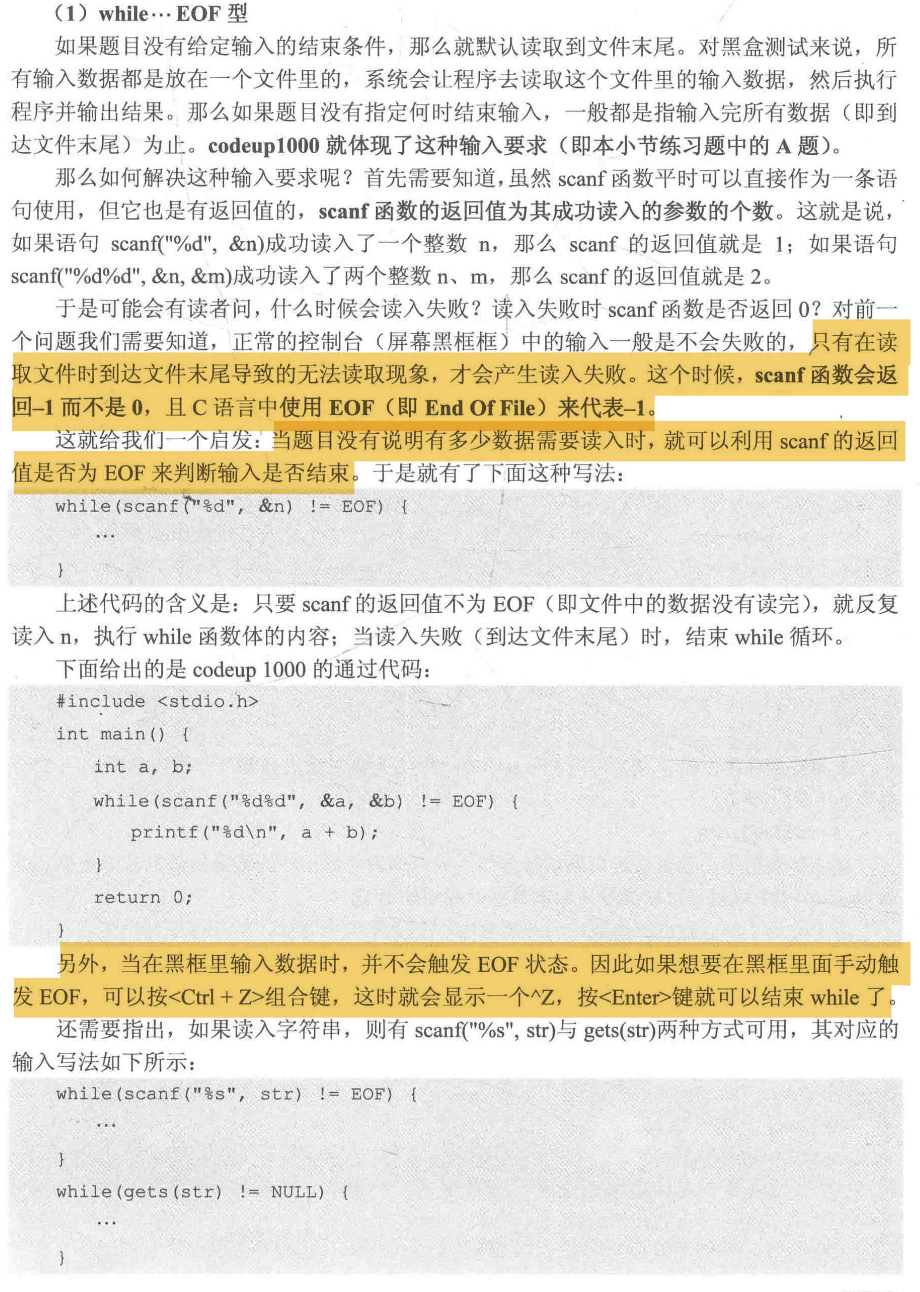 （1）while… EOF 型
如果题目没有给定输入的结束条件，那么就默认读取到文件末尾。对黑盒测试来说，所
有输入数据都是放在一个文件里的，系统会让程序去读取这个文件里的输入数据，然后执行
程序并输出结果。那么如果题目没有指定何时结束输入，一般都是指输入完所有数据（即到
达文件末尾）为止。codeup1000 就体现了这种输入要求（即本小节练习题中的 A 题）。
那么如何解决这种输入要求呢？首先需要知道，虽然 scanf 函数平时可以直接作为一条语
句使用，但它也是有返回值的，scanf 函数的返回值为其成功读入的参数的个数。这就是说，
如果语句 scanf("%d", &n)成功读入了一个整数 n，那么 scanf 的返回值就是 1；如果语句
scanf("%d%d", &n, &m)成功读入了两个整数 n、m，那么 scanf 的返回值就是 2。
于是可能会有读者问，什么时候会读入失败？读入失败时 scanf 函数是否返回 0？对前一
个问题我们需要知道，正常的控制台（屏幕黑框框）中的输入一般是不会失败的，只有在读
取文件时到达文件末尾导致的无法读取现象，才会产生读入失败。这个时候，scanf 函数会返
回–1 而不是 0，且 C 语言中使用 EOF（即 End Of File）来代表–1。
这就给我们一个启发：当题目没有说明有多少数据需要读入时，就可以利用 scanf 的返回
值是否为 EOF 来判断输入是否结束。于是就有了下面这种写法：
while(scanf("%d", &n) != EOF) {
…
}
上述代码的含义是：只要 scanf 的返回值不为 EOF（即文件中的数据没有读完），就反复
读入 n，执行 while 函数体的内容；当读入失败（到达文件末尾）时，结束 while 循环。
下面给出的是 codeup 1000 的通过代码：
#include <stdio.h>
int main() {
int a, b;
while(scanf("%d%d", &a, &b) != EOF) {
printf("%d\n", a + b);
}
return 0;
}
另外，当在黑框里输入数据时，并不会触发 EOF 状态。因此如果想要在黑框里面手动触
发 EOF，可以按<Ctrl + Z>组合键，这时就会显示一个^Z，按<Enter>键就可以结束 while 了。
还需要指出，如果读入字符串，则有 scanf("%s", str)与 gets(str)两种方式可用，其对应的
输入写法如下所示：
while(scanf("%s", str) != EOF) {
…
}
while(gets(str) != NULL) {
…
}